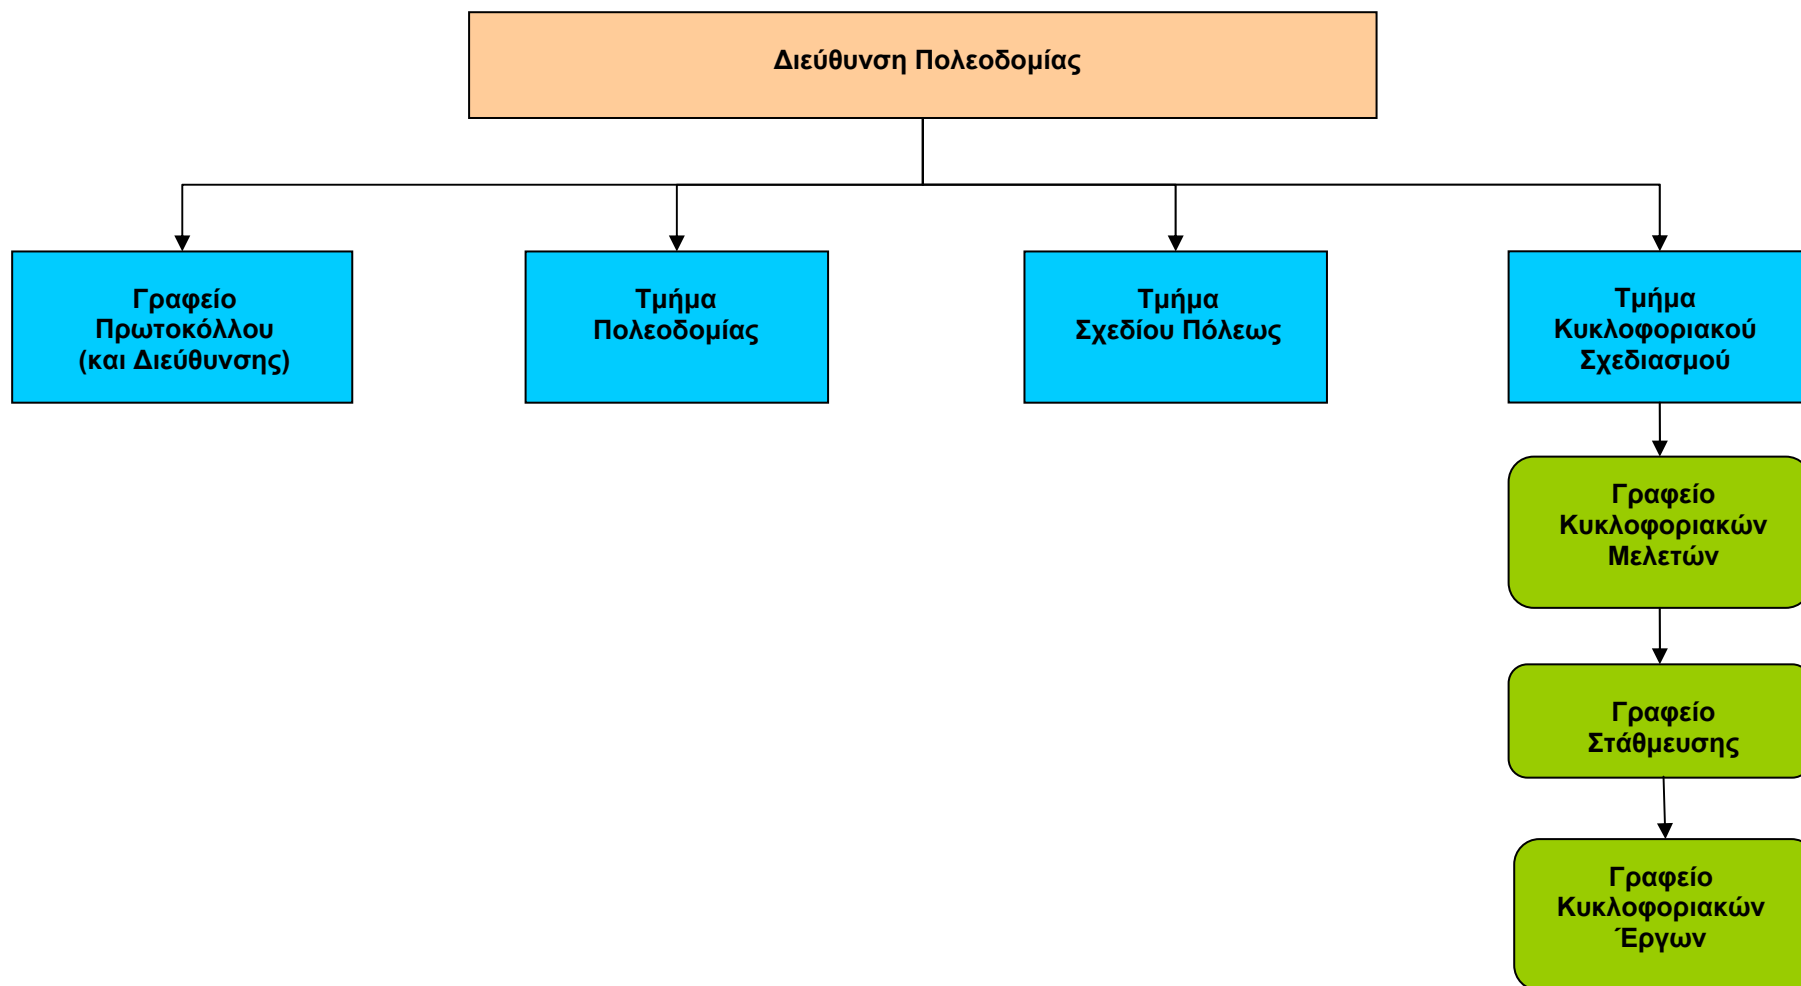 Διεύθυνση Πολεοδομίας
Γραφείο
Πρωτοκόλλου
(και Διεύθυνσης)
Τμήμα
Πολεοδομίας
Τμήμα
Σχεδίου Πόλεως
Τμήμα
Κυκλοφοριακού
Σχεδιασμού
Γραφείο
Κυκλοφοριακών
Μελετών
Γραφείο
Στάθμευσης
Γραφείο
Κυκλοφοριακών
Έργων